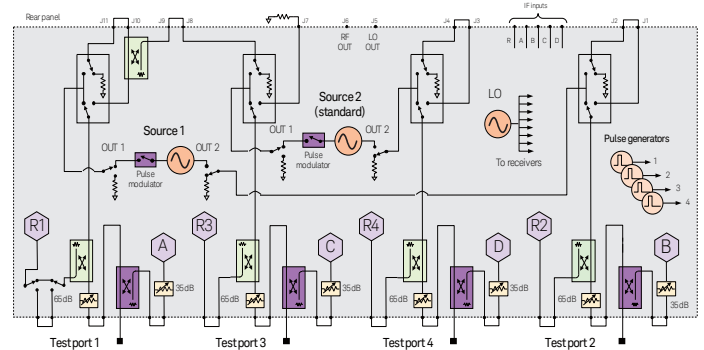 Rear panel
J11 J10 J9 J8 J7 J6 J5 J4 J3 J2 J1
IF inputs
RF
OUT
LO
OUT
R A B C D
Source 1
OUT 1
OUT 2
Pulse
modulator
Source 2
(standard)
OUT 1
OUT 2
Pulse
modulator
LO
To receivers
Pulse generators
1
2
3
4
R1
A
R3
C
R4
D
R2
B
65dB
35dB
65dB
35dB
65dB
35dB
65dB
35dB
Test port 1
Test port 3
Test port 4
Test port 2